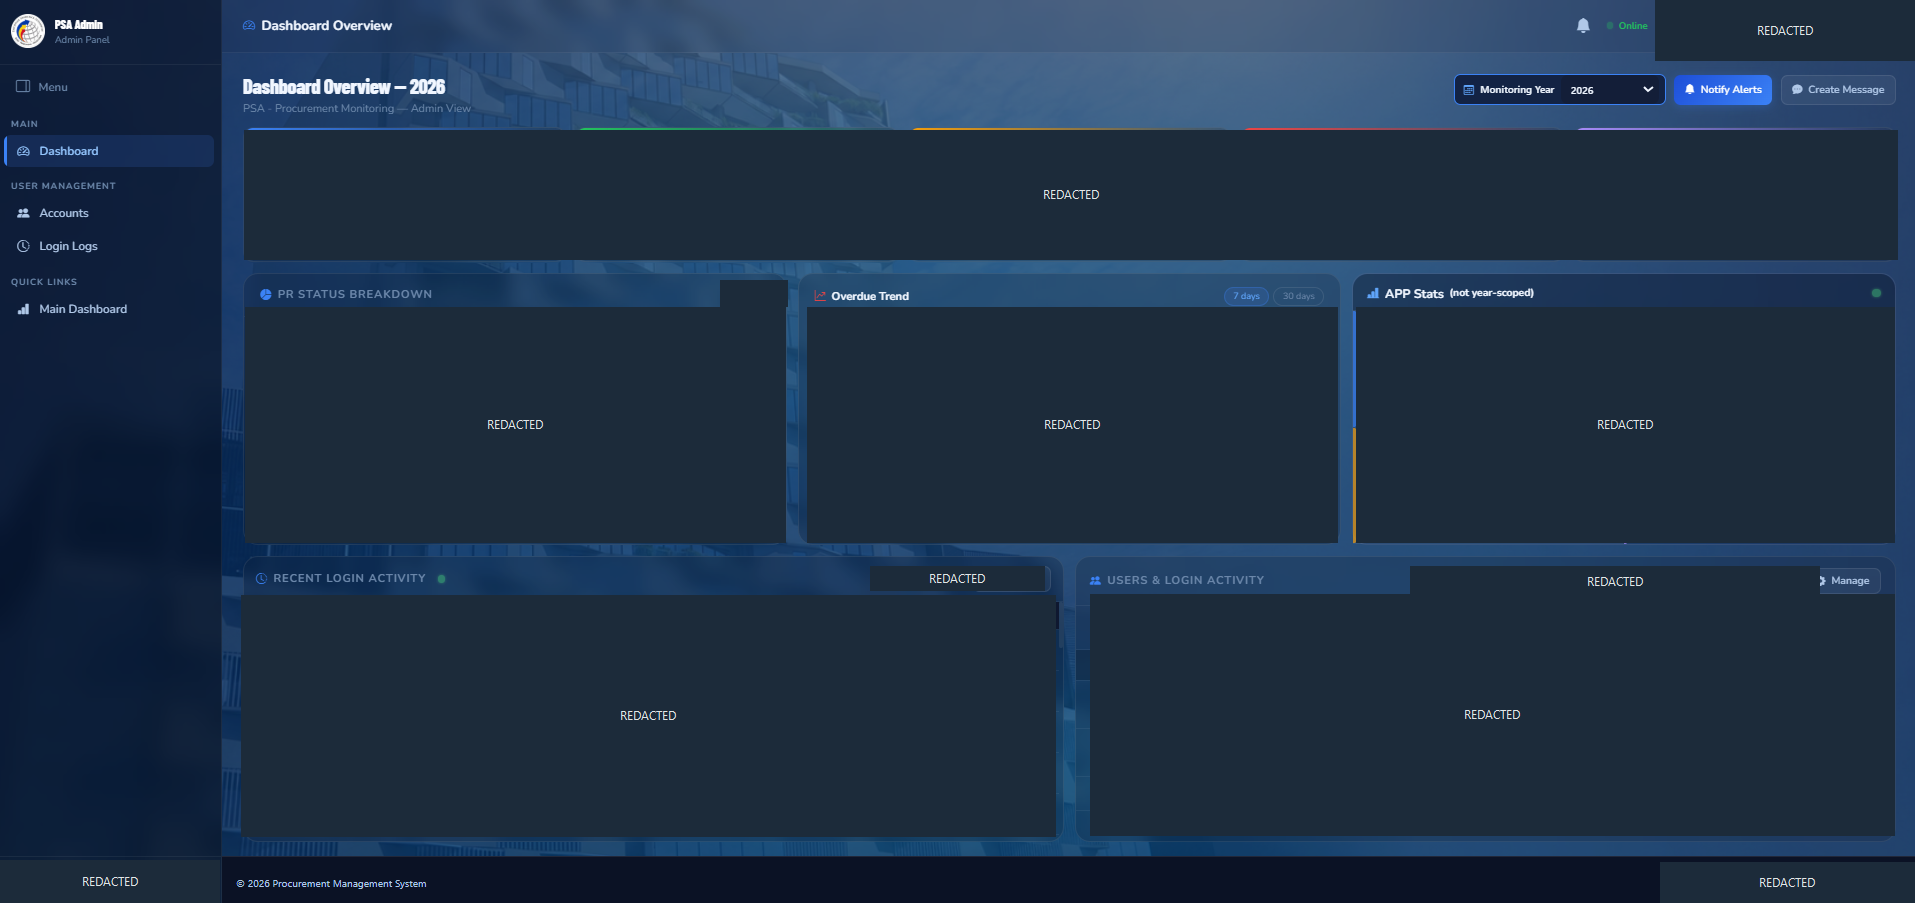 PSA Admin
Admin Panel
Menu
MAIN
Dashboard
USER MANAGEMENT
Accounts
Login Logs
QUICK LINKS
Main Dashboard
REDACTED
Dashboard Overview
Online
REDACTED
Dashboard Overview — 2026
PSA - Procurement Monitoring — Admin View
Monitoring Year 2026
Notify Alerts
Create Message
REDACTED
PR STATUS BREAKDOWN
REDACTED
Overdue Trend
7 days
30 days
REDACTED
APP Stats (not year-scoped)
REDACTED
RECENT LOGIN ACTIVITY
REDACTED
REDACTED
USERS & LOGIN ACTIVITY
REDACTED
Manage
REDACTED
© 2026 Procurement Management System
REDACTED